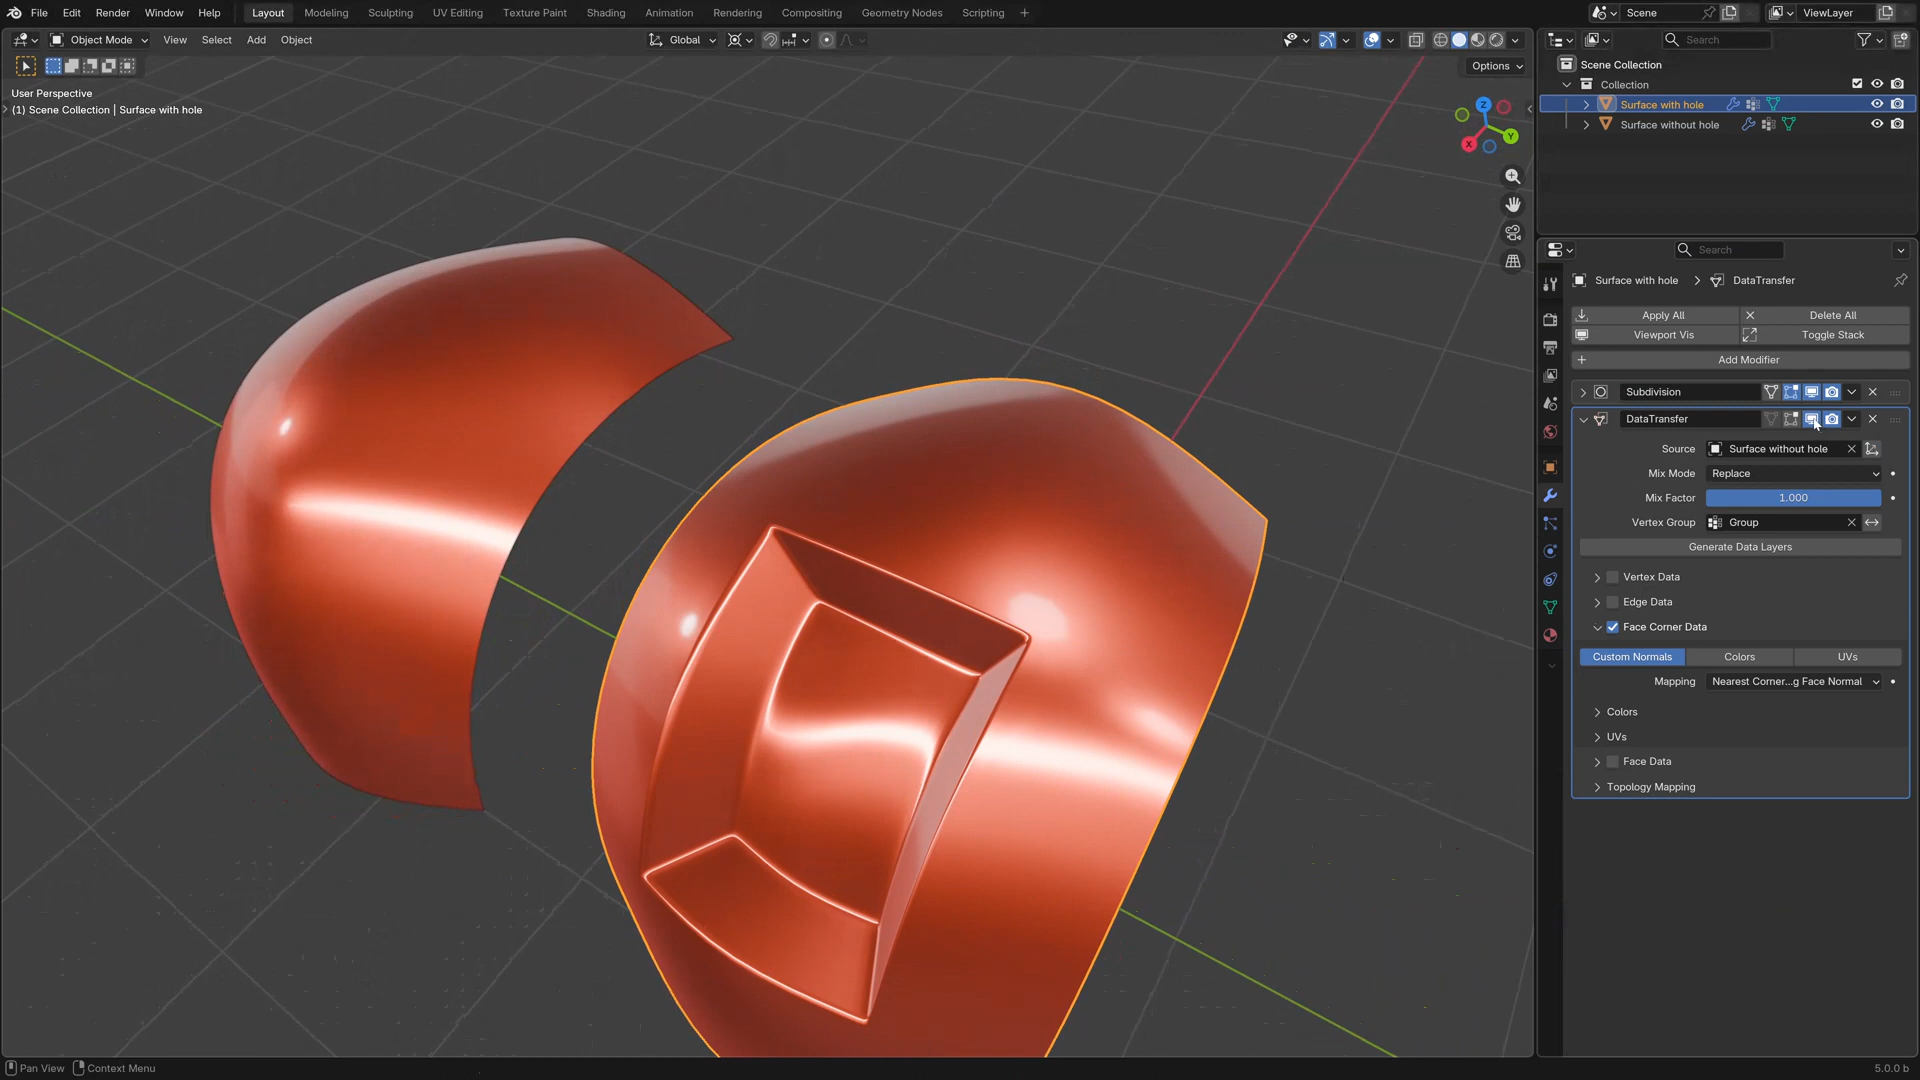 File Edit Render Window Help Layout Modeling Sculpting UV Editing Texture Paint Shading Animation Rendering Compositing Geometry Nodes Scripting + Scene ViewLayer
Object Mode View Select Add Object Global Search
Options
User Perspective
(1) Scene Collection | Surface with hole
Z
Y
X
Scene Collection
Collection
Surface with hole
Surface without hole
Search
Surface with hole > DataTransfer
Apply All Delete All
Viewport Vis Toggle Stack
+ Add Modifier
Subdivision
DataTransfer
Source Surface without hole
Mix Mode Replace
Mix Factor 1.000
Vertex Group Group
Generate Data Layers
Vertex Data
Edge Data
Face Corner Data
Custom Normals Colors UVs
Mapping Nearest Corner...g Face Normal
Colors
UVs
Face Data
Topology Mapping
Pan View Context Menu 5.0.0 b